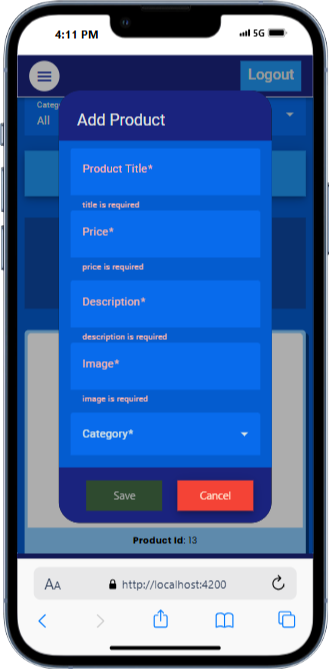 4:11 PM
5G
Logout
Categ
All
Add Product
Product Title*
title is required
Price*
price is required
Description*
description is required
Image*
image is required
Category*
Save
Cancel
Product Id: 13
AA
http://localhost:4200